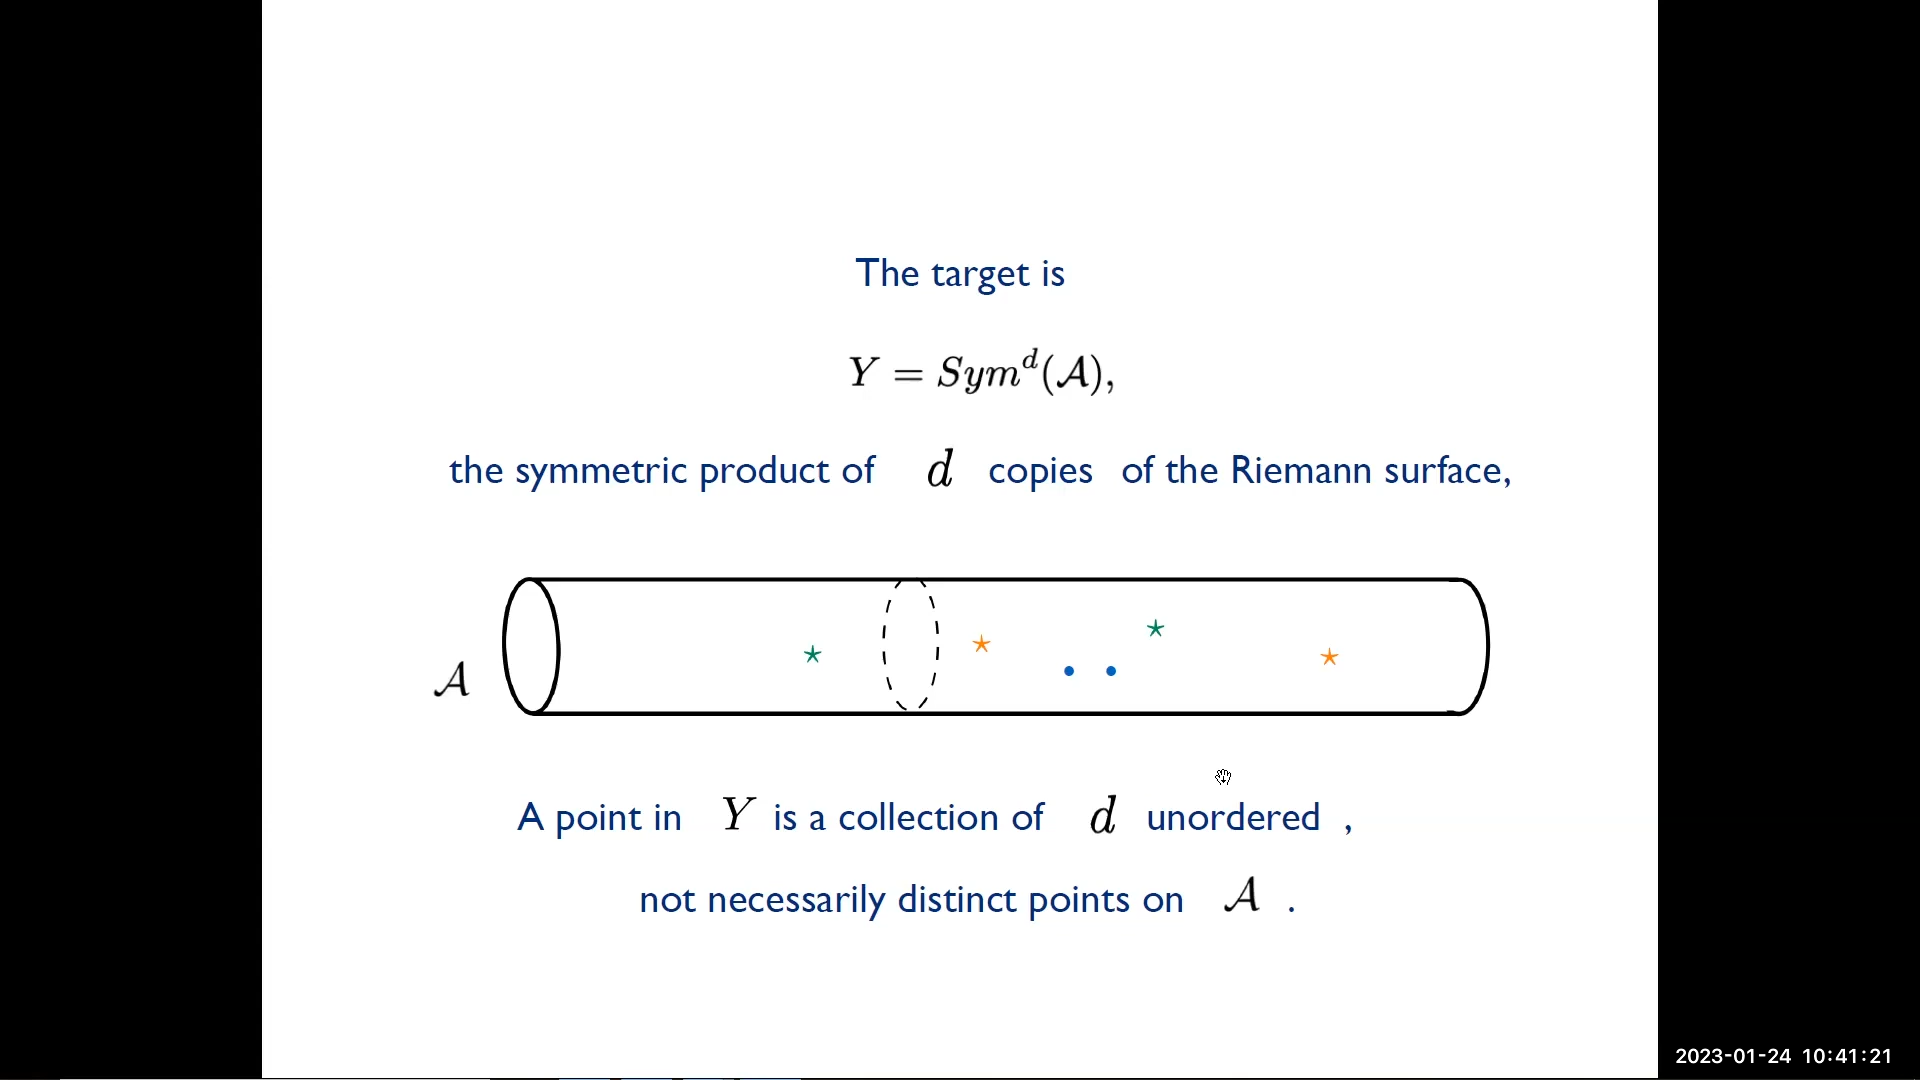 The target is
Y = Sym^d(𝒜),
the symmetric product of d copies of the Riemann surface,
𝒜
A point in Y is a collection of d unordered ,
not necessarily distinct points on 𝒜 .
2023-01-24 10:41:21